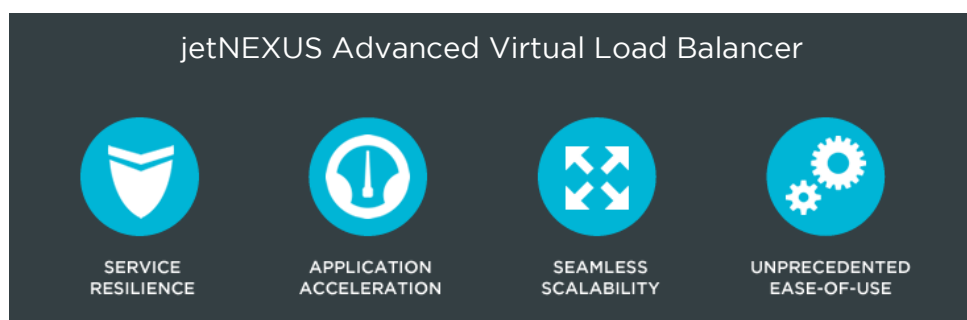 jetNEXUS Advanced Virtual Load Balancer
SERVICE
RESILIENCE
APPLICATION
ACCELERATION
SEAMLESS
SCALABILITY
UNPRECEDENTED
EASE-OF-USE